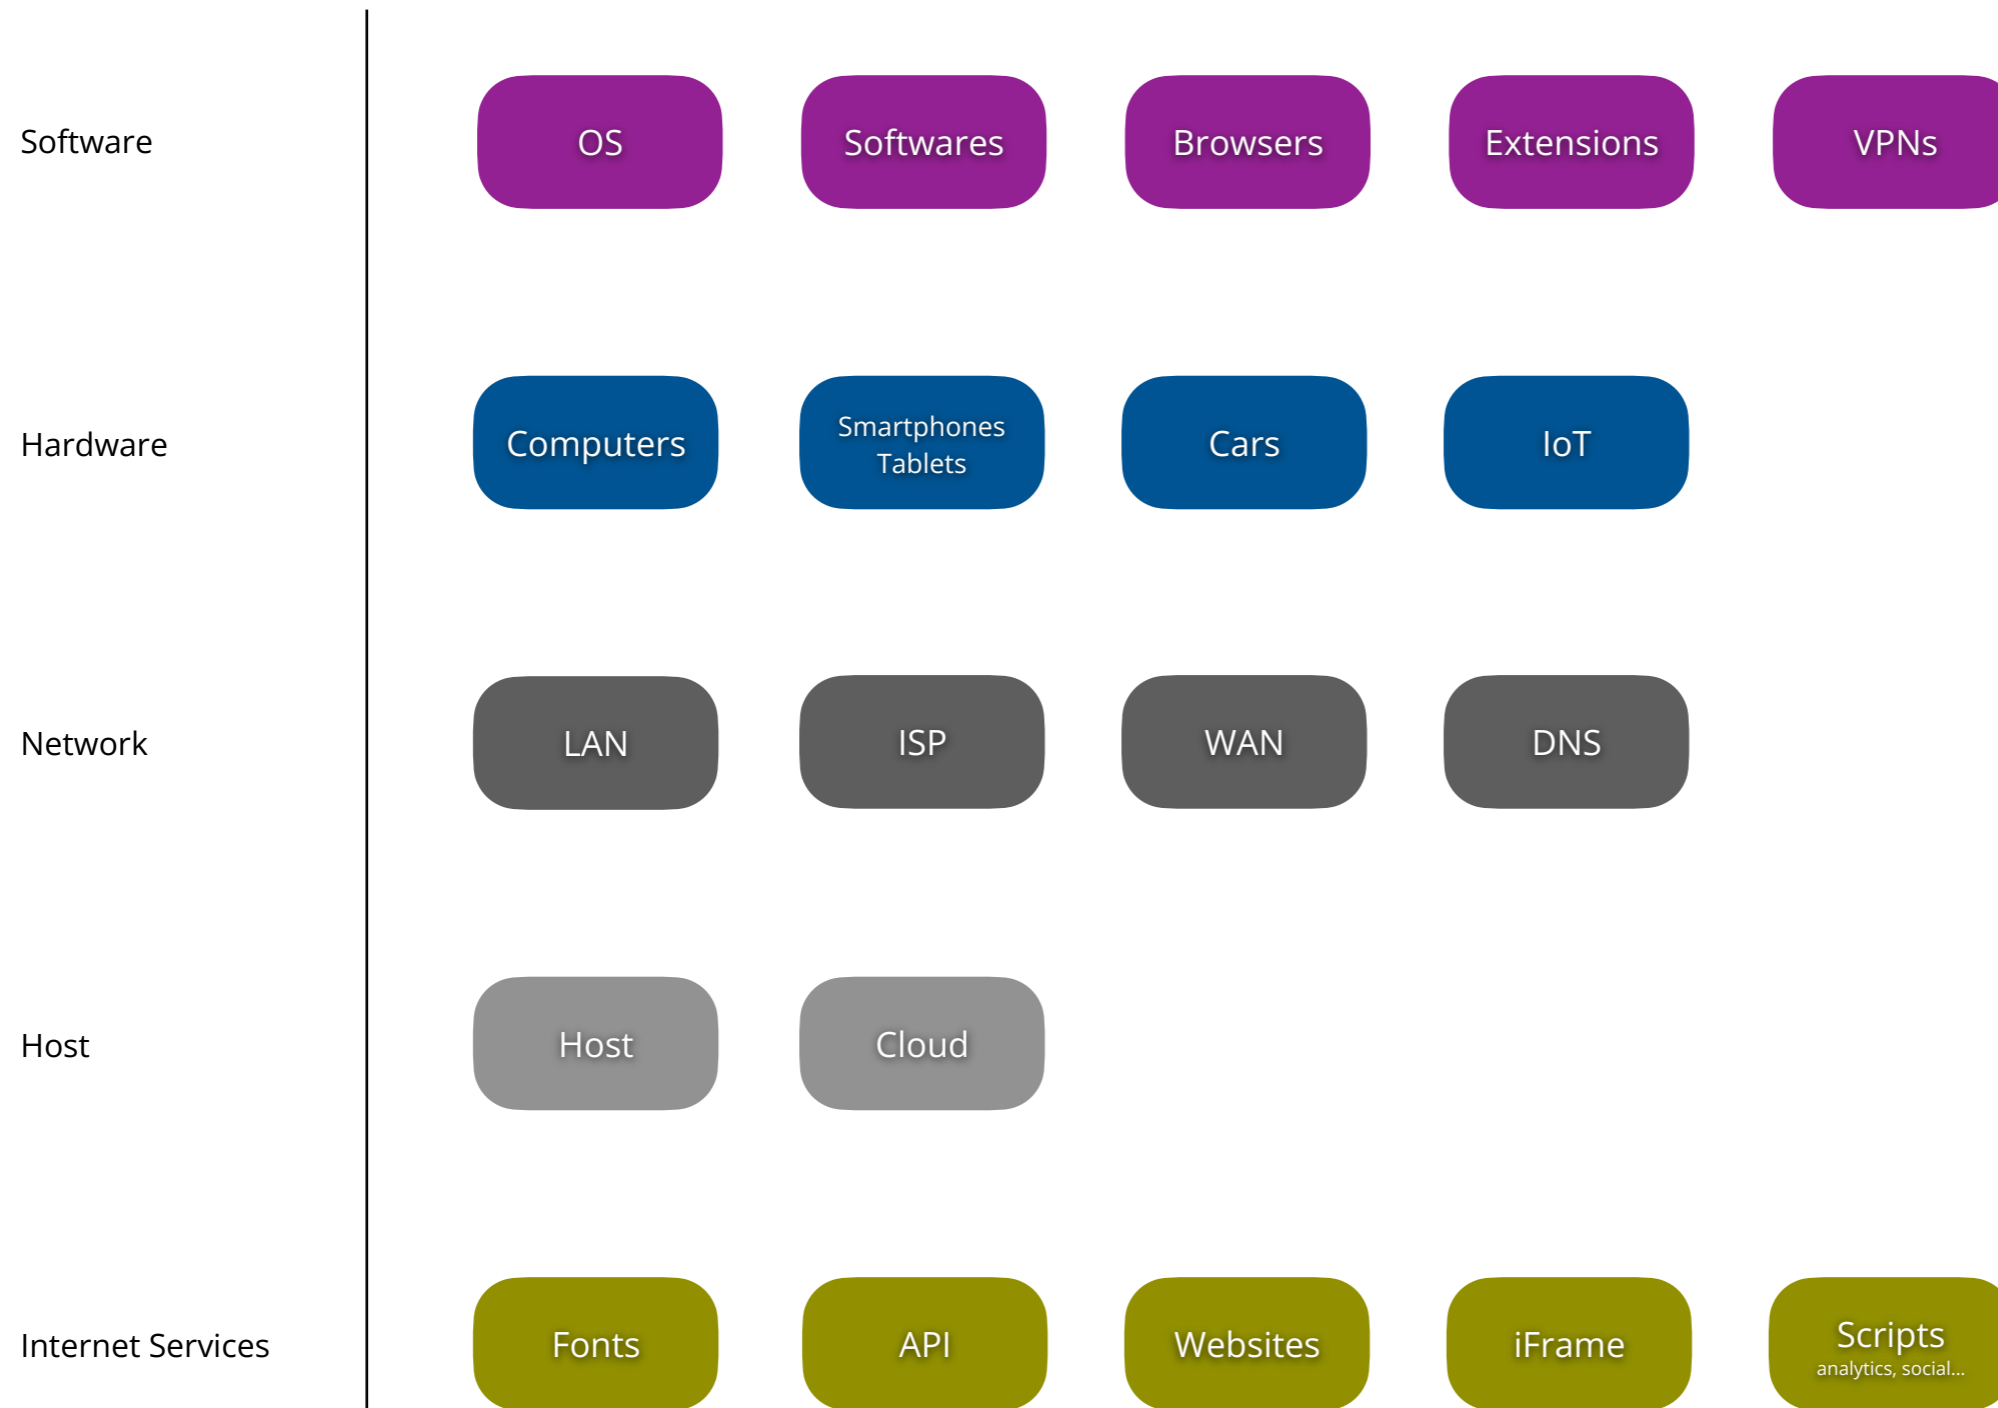 Software
OS
Softwares
Browsers
Extensions
VPNs
Hardware
Computers
Smartphones
Tablets
Cars
IoT
Network
LAN
ISP
WAN
DNS
Host
Host
Cloud
Internet Services
Fonts
API
Websites
iFrame
Scripts
analytics, social...